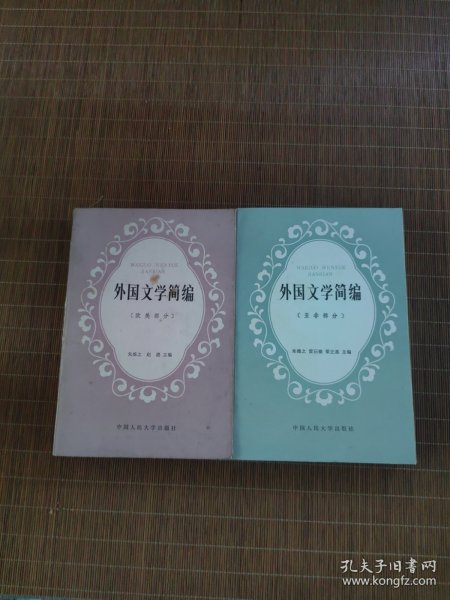 WAIGUO WENXUE
JIANBIAN
外国文学简编
〔欧美部分〕
朱维之 赵澧 主编
中国人民大学出版社
WAIGUO WENXUE
JIANBIAN
外国文学简编
〔亚非部分〕
朱维之 雷石榆 梁立基 主编
中国人民大学出版社
孔夫子旧书网
www.kongfz.com